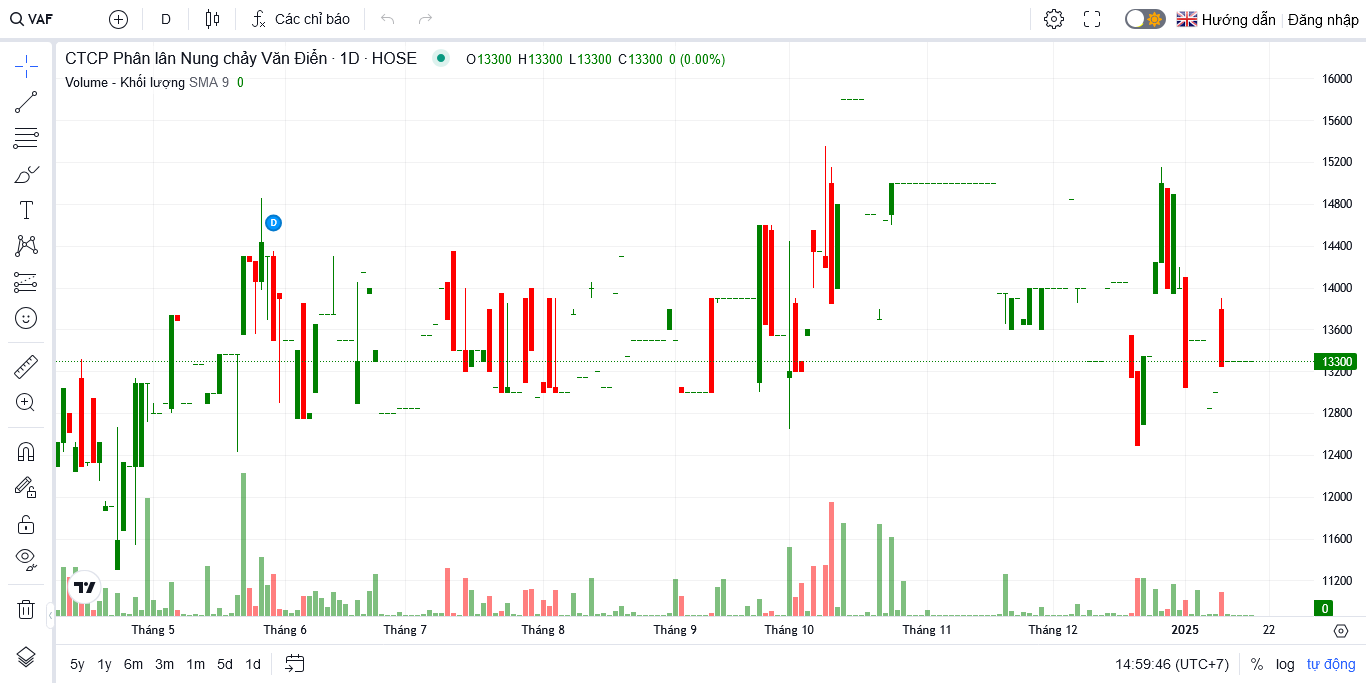 VAF D Các chỉ báo Hướng dẫn Đăng nhập
CTCP Phân lân Nung chảy Văn Điển · 1D · HOSE O13300 H13300 L13300 C13300 0 (0.00%)
Volume - Khối lượng SMA 9 0
D
16000
15600
15200
14800
14400
14000
13600
13300
13200
12800
12400
12000
11600
11200
0
Tháng 5 Tháng 6 Tháng 7 Tháng 8 Tháng 9 Tháng 10 Tháng 11 Tháng 12 2025 22
5y 1y 6m 3m 1m 5d 1d 14:59:46 (UTC+7) % log tự động